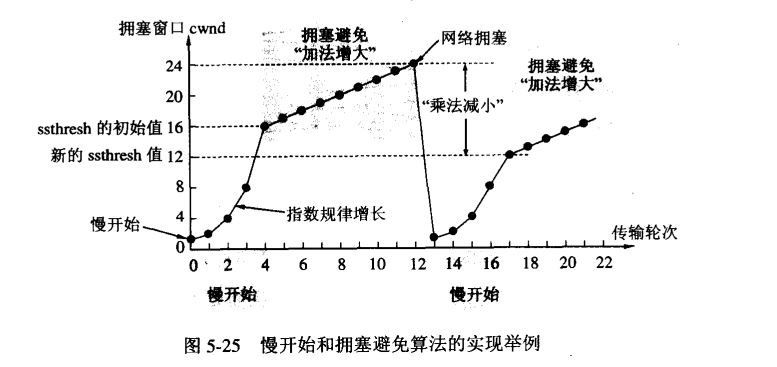 拥塞窗口 cwnd
拥塞避免
“加法增大”
网络拥塞
拥塞避免
“加法增大”
24
20
“乘法减小”
ssthresh 的初始值 16
新的 ssthresh 值 12
8
指数规律增长
慢开始
4
0
传输轮次
0 2 4 6 8 10 12 14 16 18 20 22
慢开始
慢开始
图 5-25 慢开始和拥塞避免算法的实现举例